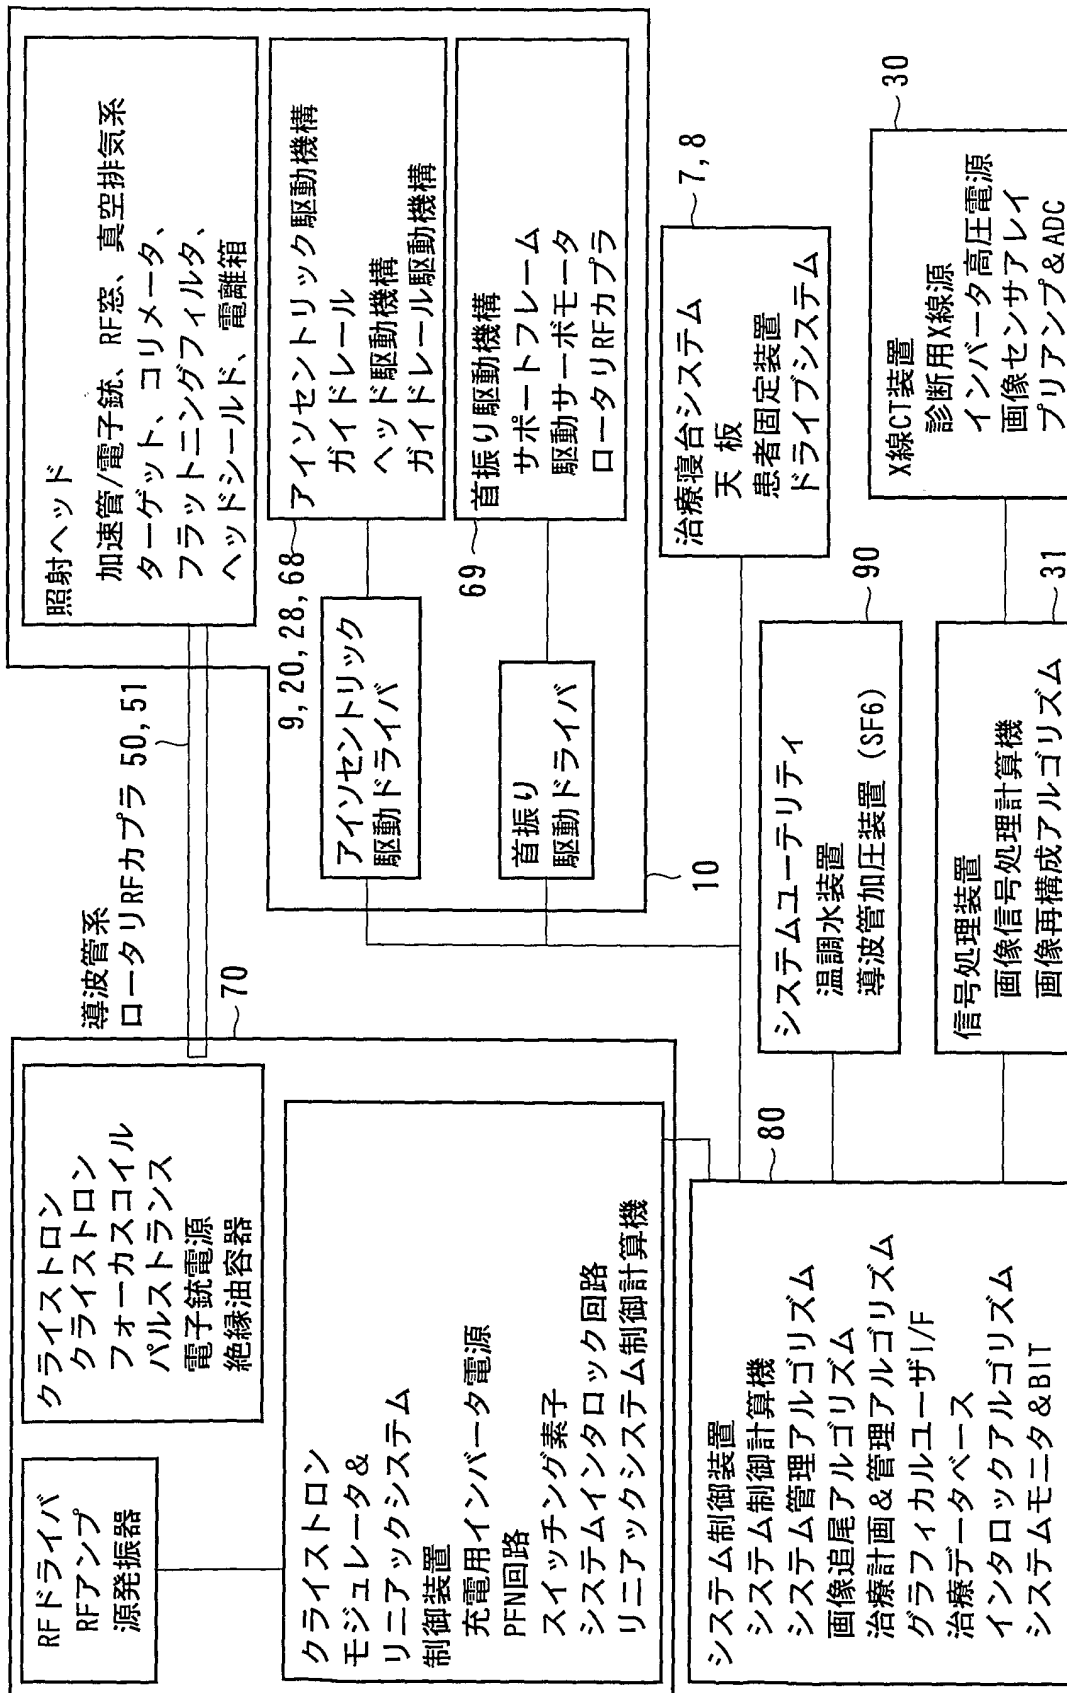 RFドライバ
RFアンプ
源発振器
クライストロン
クライストロン
フォーカスコイル
パルストランス
電子銃電源
絶縁油容器
クライストロン
モジュレータ&
リニアックシステム
制御装置
充電用インバータ電源
PFN回路
スイッチング素子
システムインタロック回路
リニアックシステム制御計算機
70
導波管系
ロータリRFカプラ 50,51
照射ヘッド
加速管/電子銃、RF窓、真空排気系
ターゲット、コリメータ、
フラットニングフィルタ、
ヘッドシールド、電離箱
アイソセントリック駆動機構
ガイドレール
ヘッド駆動機構
ガイドレール駆動機構
9,20,28,68
アイソセントリック
駆動ドライバ
首振り駆動機構
サポートフレーム
駆動サーボモータ
ロータリRFカプラ
69
首振り
駆動ドライバ
10
治療寝台システム
天 板
患者固定装置
ドライブシステム
7,8
システムユーテリティ
温調水装置
導波管加圧装置 (SF6)
90
X線CT装置
診断用X線源
インバータ高圧電源
画像センサアレイ
プリアンプ&ADC
30
信号処理装置
画像信号処理計算機
画像再構成アルゴリズム
31
システム制御装置
システム制御計算機
システム管理アルゴリズム
画像追尾アルゴリズム
治療計画&管理アルゴリズム
グラフィカルユーザI/F
治療データベース
インタロックアルゴリズム
システムモニタ&BIT
80